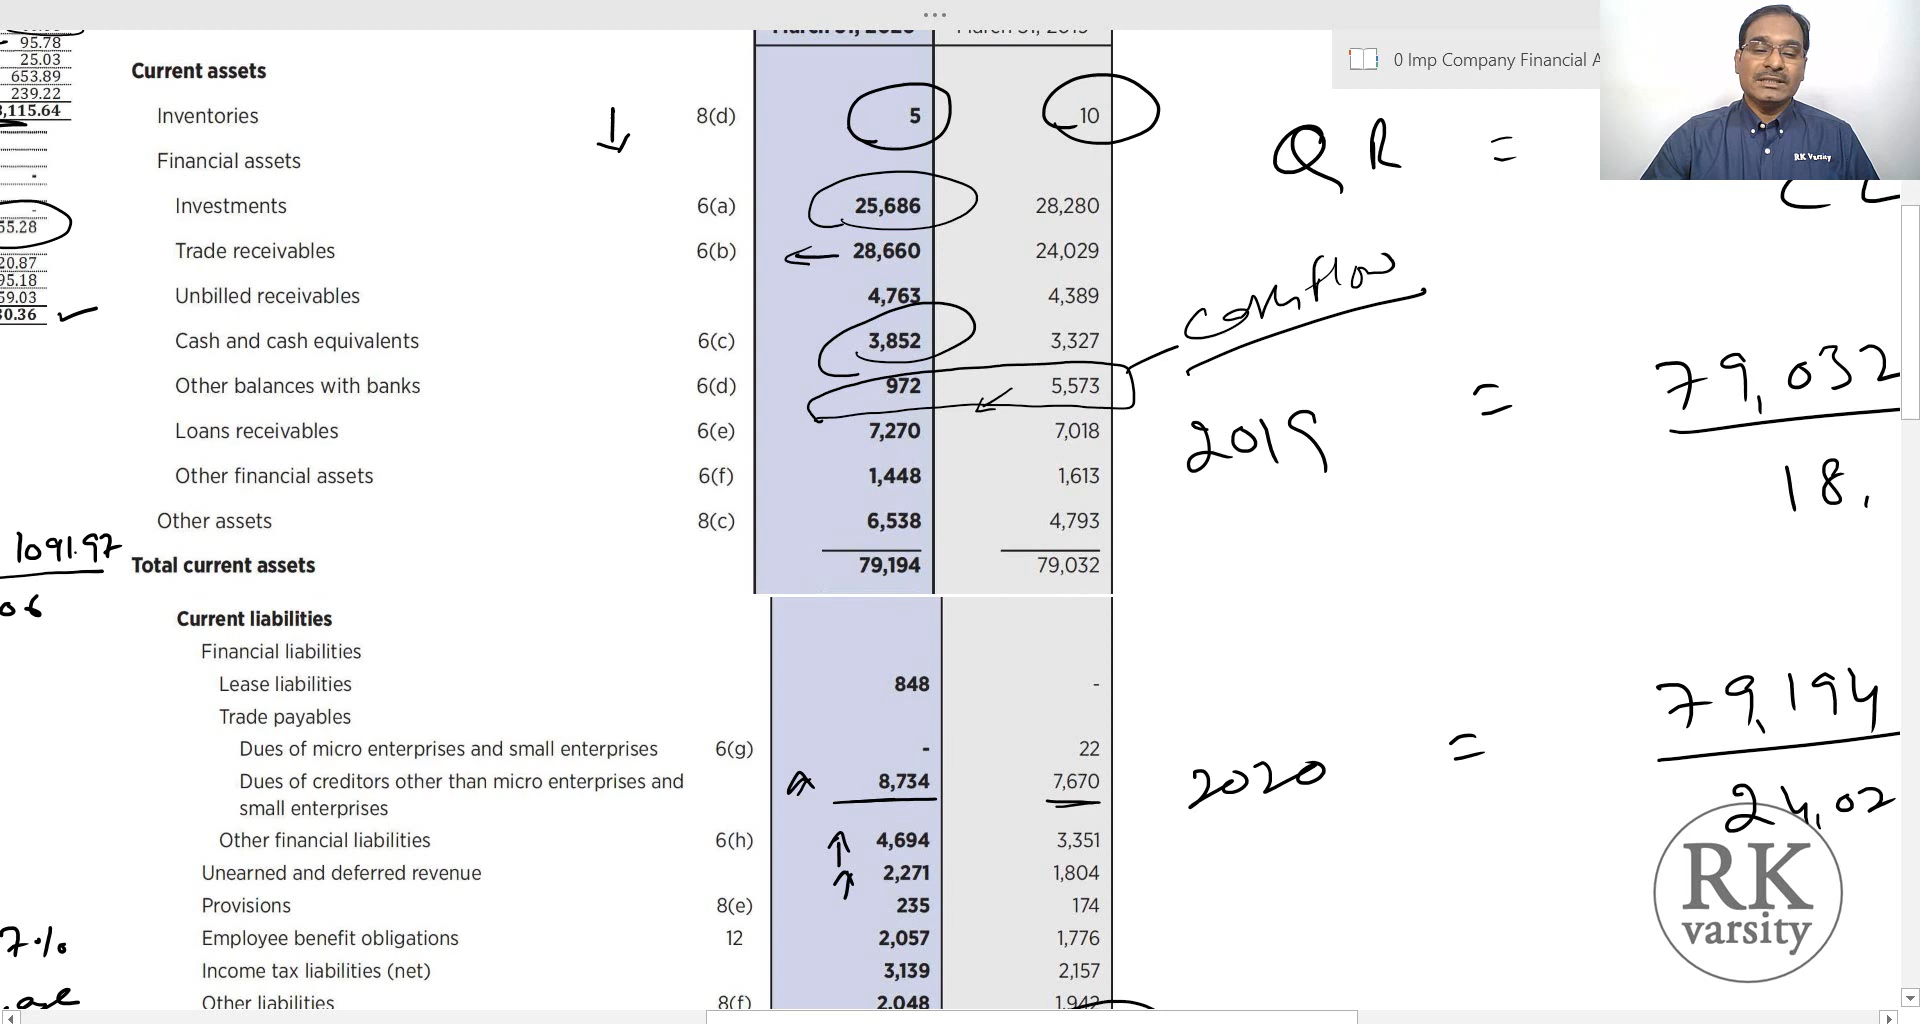 95.78
25.03
653.89
239.22
,115.64
55.28
20.87
95.18
59.03
30.36
1091.97
06
7%
March 31, 2020 March 31, 2019
Current assets
Inventories 8(d) 5 10
Financial assets
Investments 6(a) 25,686 28,280
Trade receivables 6(b) 28,660 24,029
Unbilled receivables 4,763 4,389
Cash and cash equivalents 6(c) 3,852 3,327
Other balances with banks 6(d) 972 5,573
Loans receivables 6(e) 7,270 7,018
Other financial assets 6(f) 1,448 1,613
Other assets 8(c) 6,538 4,793
Total current assets 79,194 79,032
Current liabilities
Financial liabilities
Lease liabilities 848 -
Trade payables
Dues of micro enterprises and small enterprises 6(g) - 22
Dues of creditors other than micro enterprises and 8,734 7,670
small enterprises
Other financial liabilities 6(h) 4,694 3,351
Unearned and deferred revenue 2,271 1,804
Provisions 8(e) 235 174
Employee benefit obligations 12 2,057 1,776
Income tax liabilities (net) 3,139 2,157
Other liabilities 8(f) 2,048 1,942
0 Imp Company Financial A
RK Varsity
QR =
CL
Cashflow
2019 = 79,032
18,
2020 = 79,194
24,02
RK
varsity